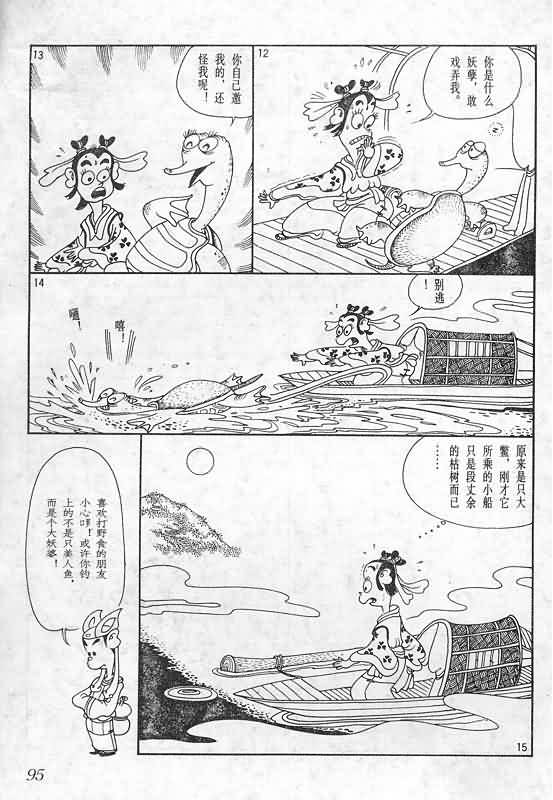 12
你是什么
妖孽，敢
戏弄我。
13
你自己邀
我的，还
怪我呢！
14
别逃！
嘻！
15
原来是只大
鳖，刚才它
所乘的小船
只是段丈余
的枯树而已
……
喜欢打野食的朋友
小心啰！或许你钓
上的不是只美人鱼，
而是个大妖婆！
95